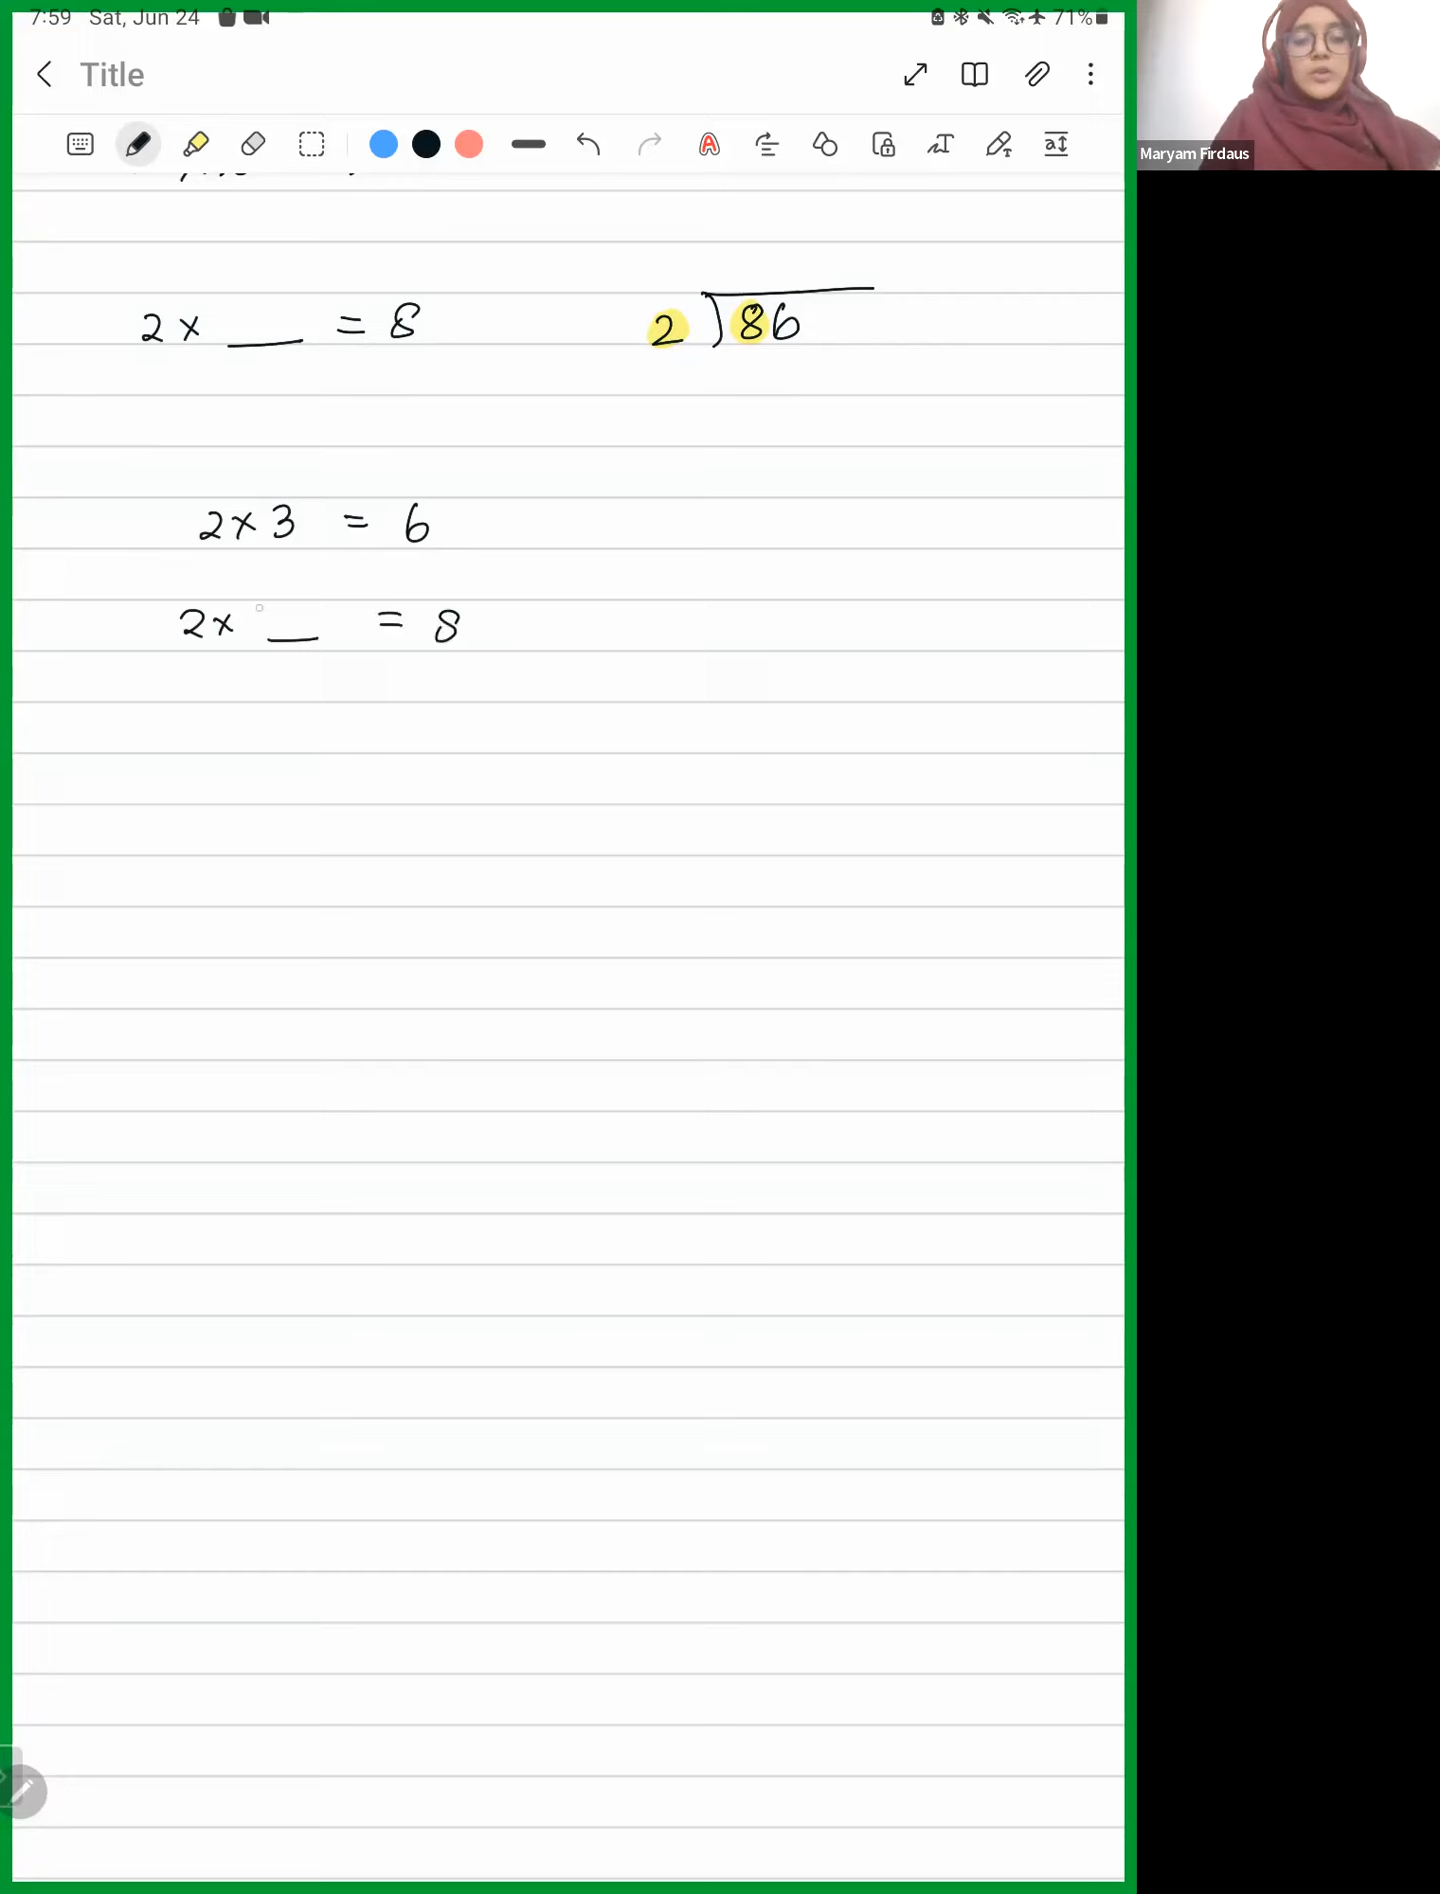 7:59 Sat, Jun 24 71%
Title
Maryam Firdaus
2 x ___ = 8 2 ) 86
2 x 3 = 6
2 x __ = 8